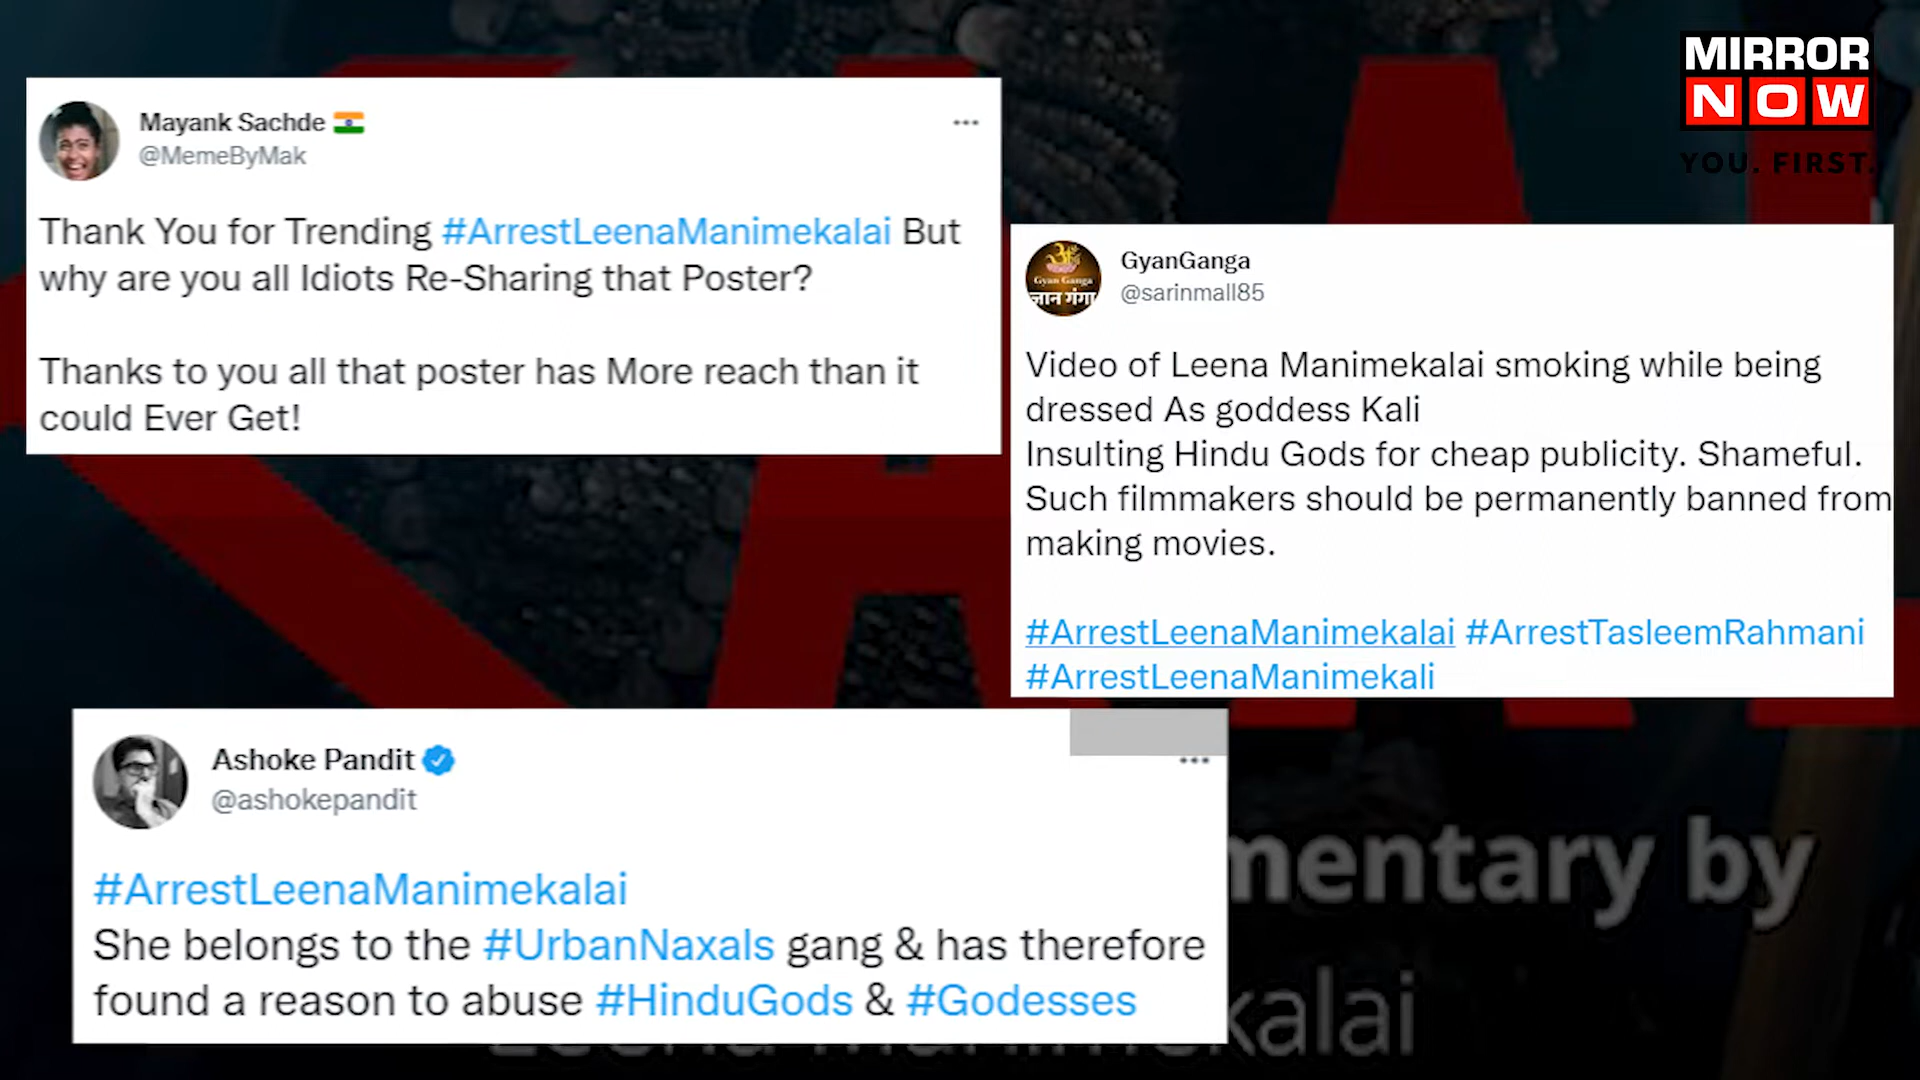 MIRROR
NOW
YOU. FIRST.
Mayank Sachde
@MemeByMak
Thank You for Trending #ArrestLeenaManimekalai But
why are you all Idiots Re-Sharing that Poster?
Thanks to you all that poster has More reach than it
could Ever Get!
Gyan Ganga
ज्ञान गंगा
GyanGanga
@sarinmall85
Video of Leena Manimekalai smoking while being
dressed As goddess Kali
Insulting Hindu Gods for cheap publicity. Shameful.
Such filmmakers should be permanently banned from
making movies.
#ArrestLeenaManimekalai #ArrestTasleemRahmani
#ArrestLeenaManimekali
Ashoke Pandit
@ashokepandit
#ArrestLeenaManimekalai
She belongs to the #UrbanNaxals gang & has therefore
found a reason to abuse #HinduGods & #Godesses
mentary by
kalai